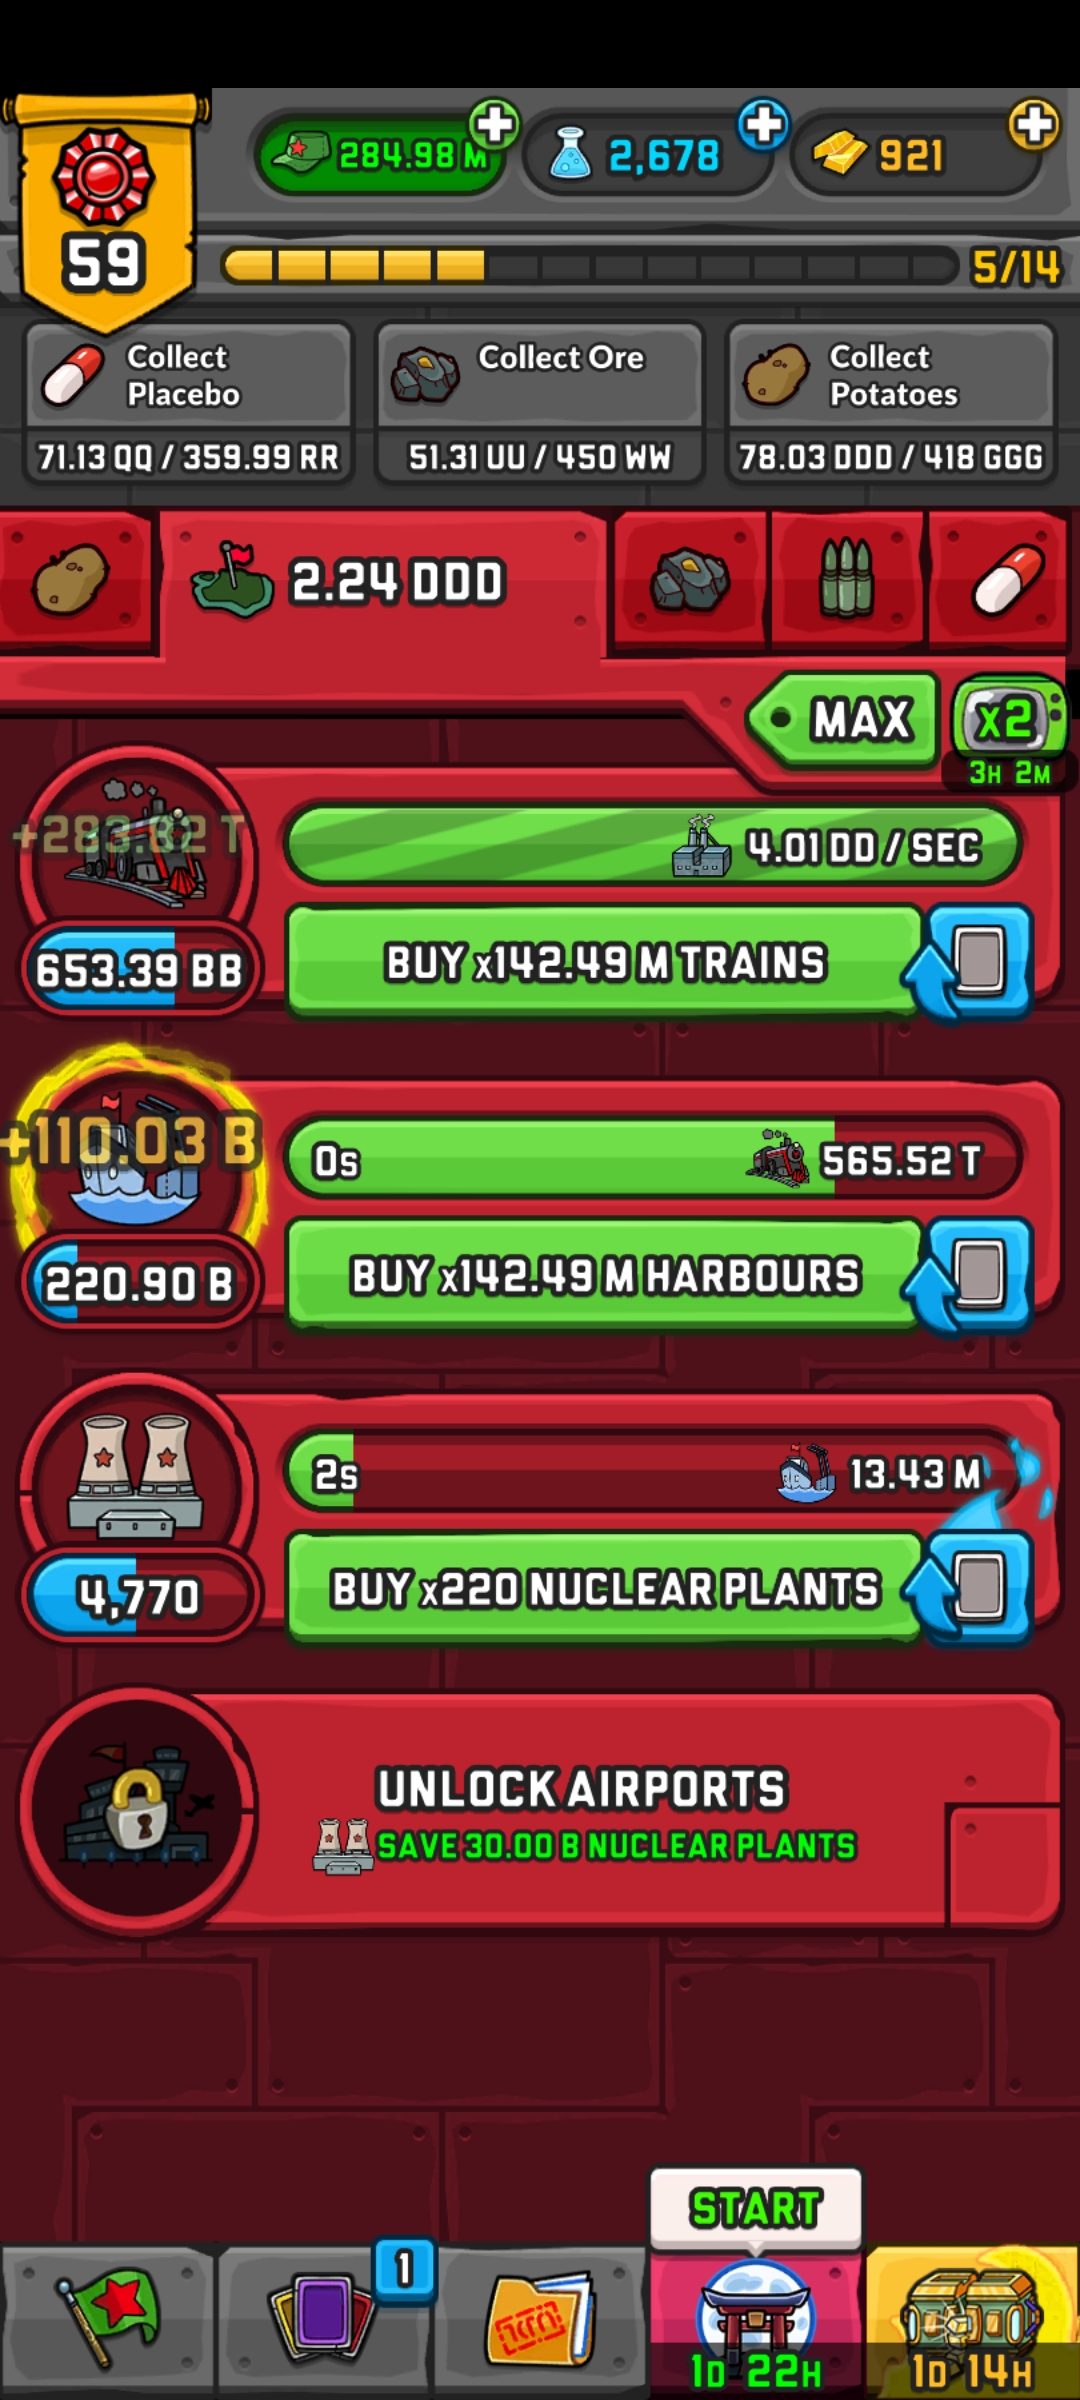 284.98 M
2,678
921
59
5/14
Collect
Placebo
71.13 QQ / 359.99 RR
Collect Ore
51.31 UU / 450 WW
Collect
Potatoes
78.03 DDD / 418 GGG
2.24 DDD
MAX
x2
3H 2M
+283.82 T
653.39 BB
4.01 DD / SEC
BUY x142.49 M TRAINS
+110.03 B
220.90 B
0s
565.52 T
BUY x142.49 M HARBOURS
4,770
2s
13.43 M
BUY x220 NUCLEAR PLANTS
UNLOCK AIRPORTS
SAVE 30.00 B NUCLEAR PLANTS
START
1
1D 22H
1D 14H